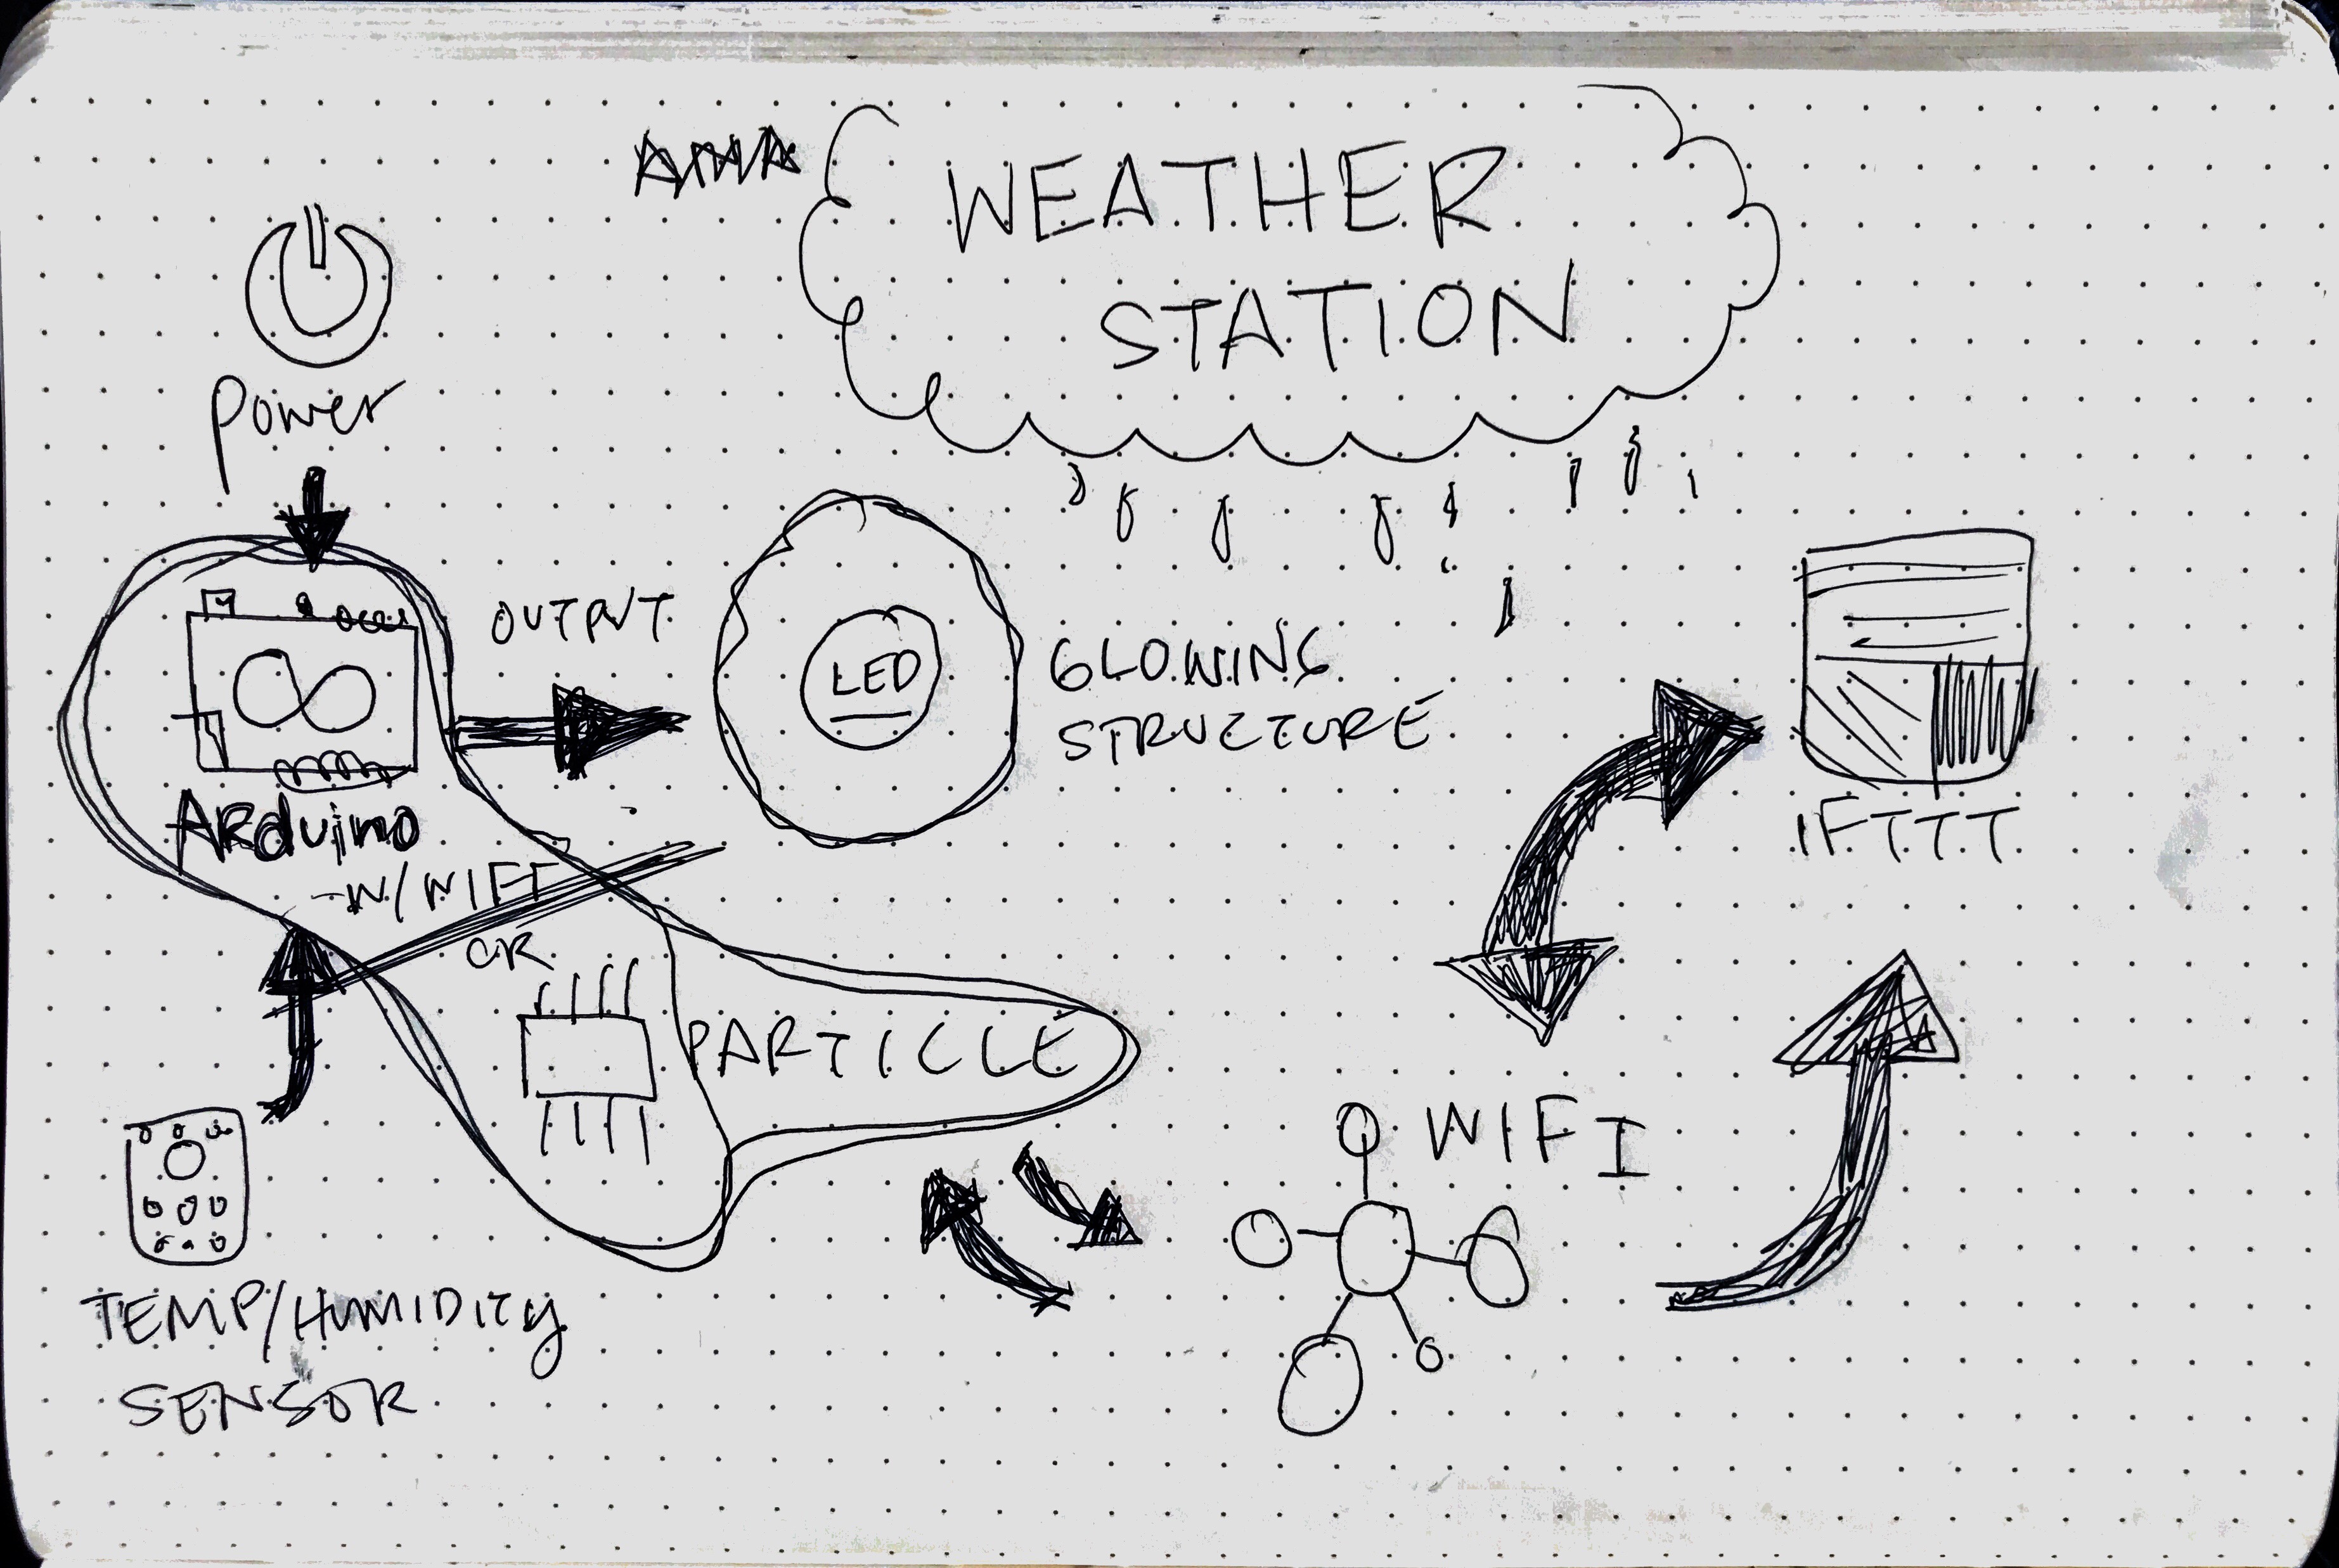 WEATHER
STATION
power
OUTPUT
LED
GLOWING
STRUCTURE
IFTTT
Arduino
-W/WIFI
OR
PARTICLE
WIFI
TEMP/HUMIDITY
SENSOR